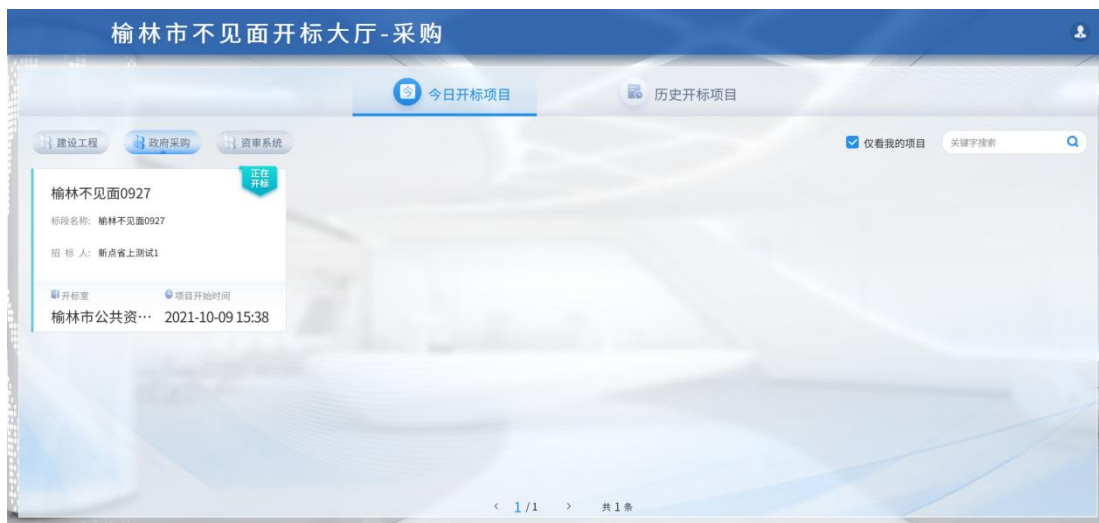 榆林市不见面开标大厅-采购
今日开标项目
历史开标项目
建设工程
政府采购
资审系统
仅看我的项目
关键字搜索
正在
开标
榆林不见面0927
标段名称: 榆林不见面0927
招 标 人: 新点省上测试1
开标室
项目开始时间
榆林市公共资…
2021-10-09 15:38
< 1 / 1 > 共 1 条